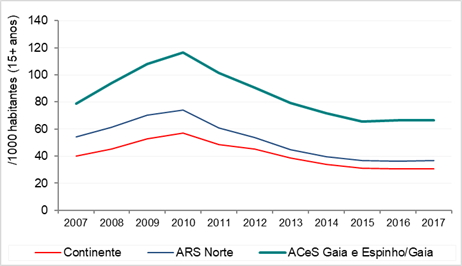 /1000 habitantes (15+ anos)
140
120
100
80
60
40
20
0
2007 2008 2009 2010 2011 2012 2013 2014 2015 2016 2017
Continente ARS Norte ACeS Gaia e Espinho/Gaia